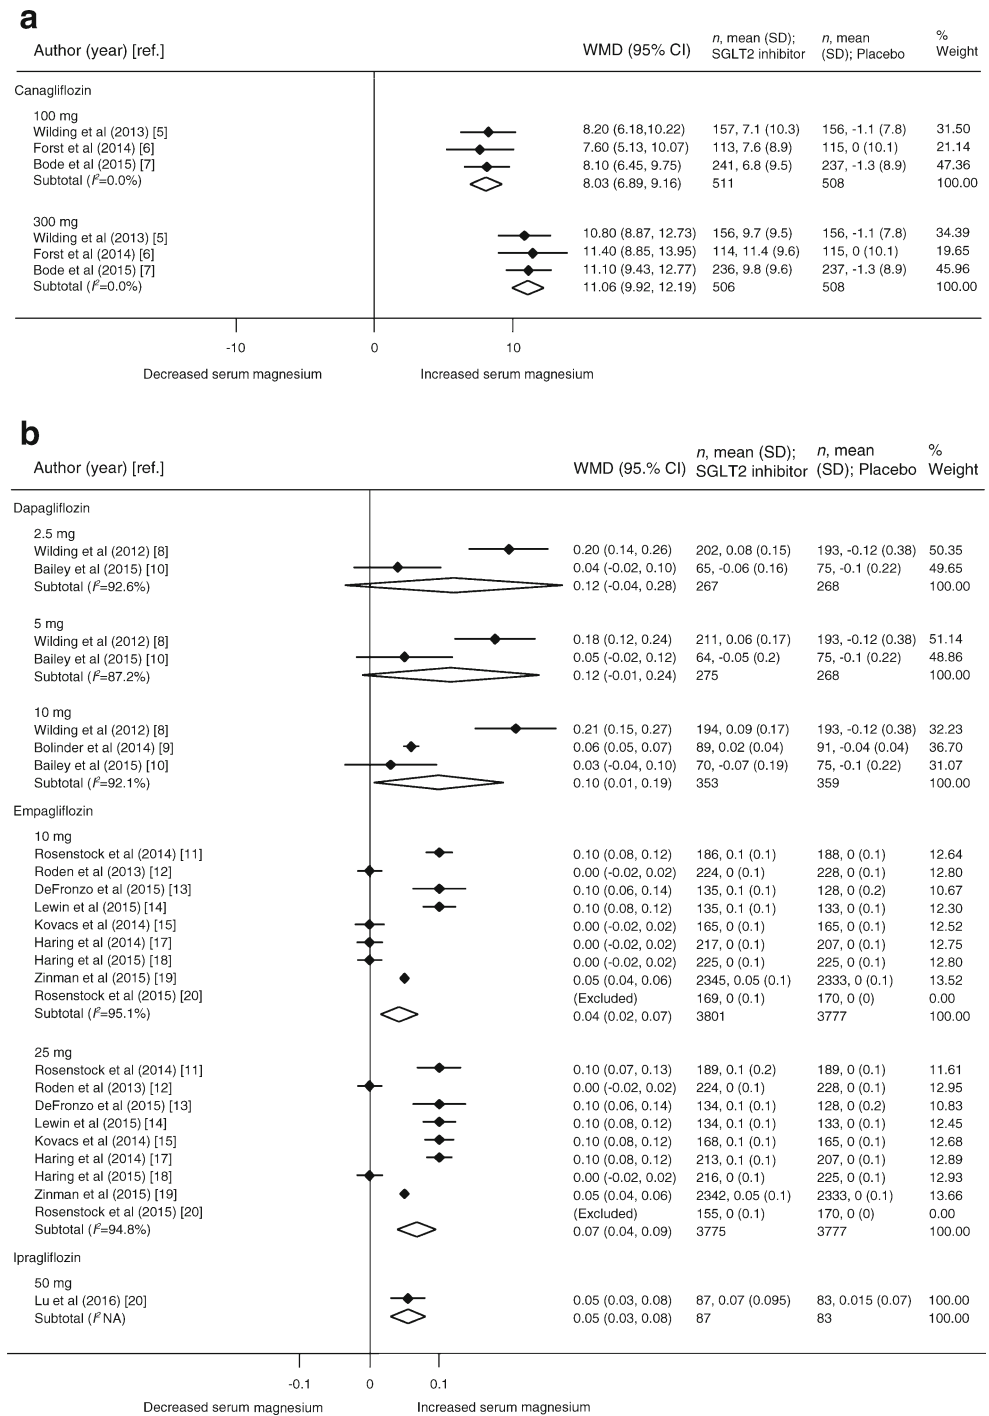 a
Author (year) [ref.] WMD (95% CI) n, mean (SD); SGLT2 inhibitor n, mean (SD); Placebo % Weight
Canagliflozin
100 mg
Wilding et al (2013) [5] 8.20 (6.18,10.22) 157, 7.1 (10.3) 156, -1.1 (7.8) 31.50
Forst et al (2014) [6] 7.60 (5.13, 10.07) 113, 7.6 (8.9) 115, 0 (10.1) 21.14
Bode et al (2015) [7] 8.10 (6.45, 9.75) 241, 6.8 (9.5) 237, -1.3 (8.9) 47.36
Subtotal (I²=0.0%) 8.03 (6.89, 9.16) 511 508 100.00
300 mg
Wilding et al (2013) [5] 10.80 (8.87, 12.73) 156, 9.7 (9.5) 156, -1.1 (7.8) 34.39
Forst et al (2014) [6] 11.40 (8.85, 13.95) 114, 11.4 (9.6) 115, 0 (10.1) 19.65
Bode et al (2015) [7] 11.10 (9.43, 12.77) 236, 9.8 (9.6) 237, -1.3 (8.9) 45.96
Subtotal (I²=0.0%) 11.06 (9.92, 12.19) 506 508 100.00
-10 0 10
Decreased serum magnesium Increased serum magnesium
b
Author (year) [ref.] WMD (95.% CI) n, mean (SD); SGLT2 inhibitor n, mean (SD); Placebo % Weight
Dapagliflozin
2.5 mg
Wilding et al (2012) [8] 0.20 (0.14, 0.26) 202, 0.08 (0.15) 193, -0.12 (0.38) 50.35
Bailey et al (2015) [10] 0.04 (-0.02, 0.10) 65, -0.06 (0.16) 75, -0.1 (0.22) 49.65
Subtotal (I²=92.6%) 0.12 (-0.04, 0.28) 267 268 100.00
5 mg
Wilding et al (2012) [8] 0.18 (0.12, 0.24) 211, 0.06 (0.17) 193, -0.12 (0.38) 51.14
Bailey et al (2015) [10] 0.05 (-0.02, 0.12) 64, -0.05 (0.2) 75, -0.1 (0.22) 48.86
Subtotal (I²=87.2%) 0.12 (-0.01, 0.24) 275 268 100.00
10 mg
Wilding et al (2012) [8] 0.21 (0.15, 0.27) 194, 0.09 (0.17) 193, -0.12 (0.38) 32.23
Bolinder et al (2014) [9] 0.06 (0.05, 0.07) 89, 0.02 (0.04) 91, -0.04 (0.04) 36.70
Bailey et al (2015) [10] 0.03 (-0.04, 0.10) 70, -0.07 (0.19) 75, -0.1 (0.22) 31.07
Subtotal (I²=92.1%) 0.10 (0.01, 0.19) 353 359 100.00
Empagliflozin
10 mg
Rosenstock et al (2014) [11] 0.10 (0.08, 0.12) 186, 0.1 (0.1) 188, 0 (0.1) 12.64
Roden et al (2013) [12] 0.00 (-0.02, 0.02) 224, 0 (0.1) 228, 0 (0.1) 12.80
DeFronzo et al (2015) [13] 0.10 (0.06, 0.14) 135, 0.1 (0.1) 128, 0 (0.2) 10.67
Lewin et al (2015) [14] 0.10 (0.08, 0.12) 135, 0.1 (0.1) 133, 0 (0.1) 12.30
Kovacs et al (2014) [15] 0.00 (-0.02, 0.02) 165, 0 (0.1) 165, 0 (0.1) 12.52
Haring et al (2014) [17] 0.00 (-0.02, 0.02) 217, 0 (0.1) 207, 0 (0.1) 12.75
Haring et al (2015) [18] 0.00 (-0.02, 0.02) 225, 0 (0.1) 225, 0 (0.1) 12.80
Zinman et al (2015) [19] 0.05 (0.04, 0.06) 2345, 0.05 (0.1) 2333, 0 (0.1) 13.52
Rosenstock et al (2015) [20] (Excluded) 169, 0 (0.1) 170, 0 (0) 0.00
Subtotal (I²=95.1%) 0.04 (0.02, 0.07) 3801 3777 100.00
25 mg
Rosenstock et al (2014) [11] 0.10 (0.07, 0.13) 189, 0.1 (0.2) 189, 0 (0.1) 11.61
Roden et al (2013) [12] 0.00 (-0.02, 0.02) 224, 0 (0.1) 228, 0 (0.1) 12.95
DeFronzo et al (2015) [13] 0.10 (0.06, 0.14) 134, 0.1 (0.1) 128, 0 (0.2) 10.83
Lewin et al (2015) [14] 0.10 (0.08, 0.12) 134, 0.1 (0.1) 133, 0 (0.1) 12.45
Kovacs et al (2014) [15] 0.10 (0.08, 0.12) 168, 0.1 (0.1) 165, 0 (0.1) 12.68
Haring et al (2014) [17] 0.10 (0.08, 0.12) 213, 0.1 (0.1) 207, 0 (0.1) 12.89
Haring et al (2015) [18] 0.00 (-0.02, 0.02) 216, 0 (0.1) 225, 0 (0.1) 12.93
Zinman et al (2015) [19] 0.05 (0.04, 0.06) 2342, 0.05 (0.1) 2333, 0 (0.1) 13.66
Rosenstock et al (2015) [20] (Excluded) 155, 0 (0.1) 170, 0 (0) 0.00
Subtotal (I²=94.8%) 0.07 (0.04, 0.09) 3775 3777 100.00
Ipragliflozin
50 mg
Lu et al (2016) [20] 0.05 (0.03, 0.08) 87, 0.07 (0.095) 83, 0.015 (0.07) 100.00
Subtotal (I² NA) 0.05 (0.03, 0.08) 87 83 100.00
-0.1 0 0.1
Decreased serum magnesium Increased serum magnesium